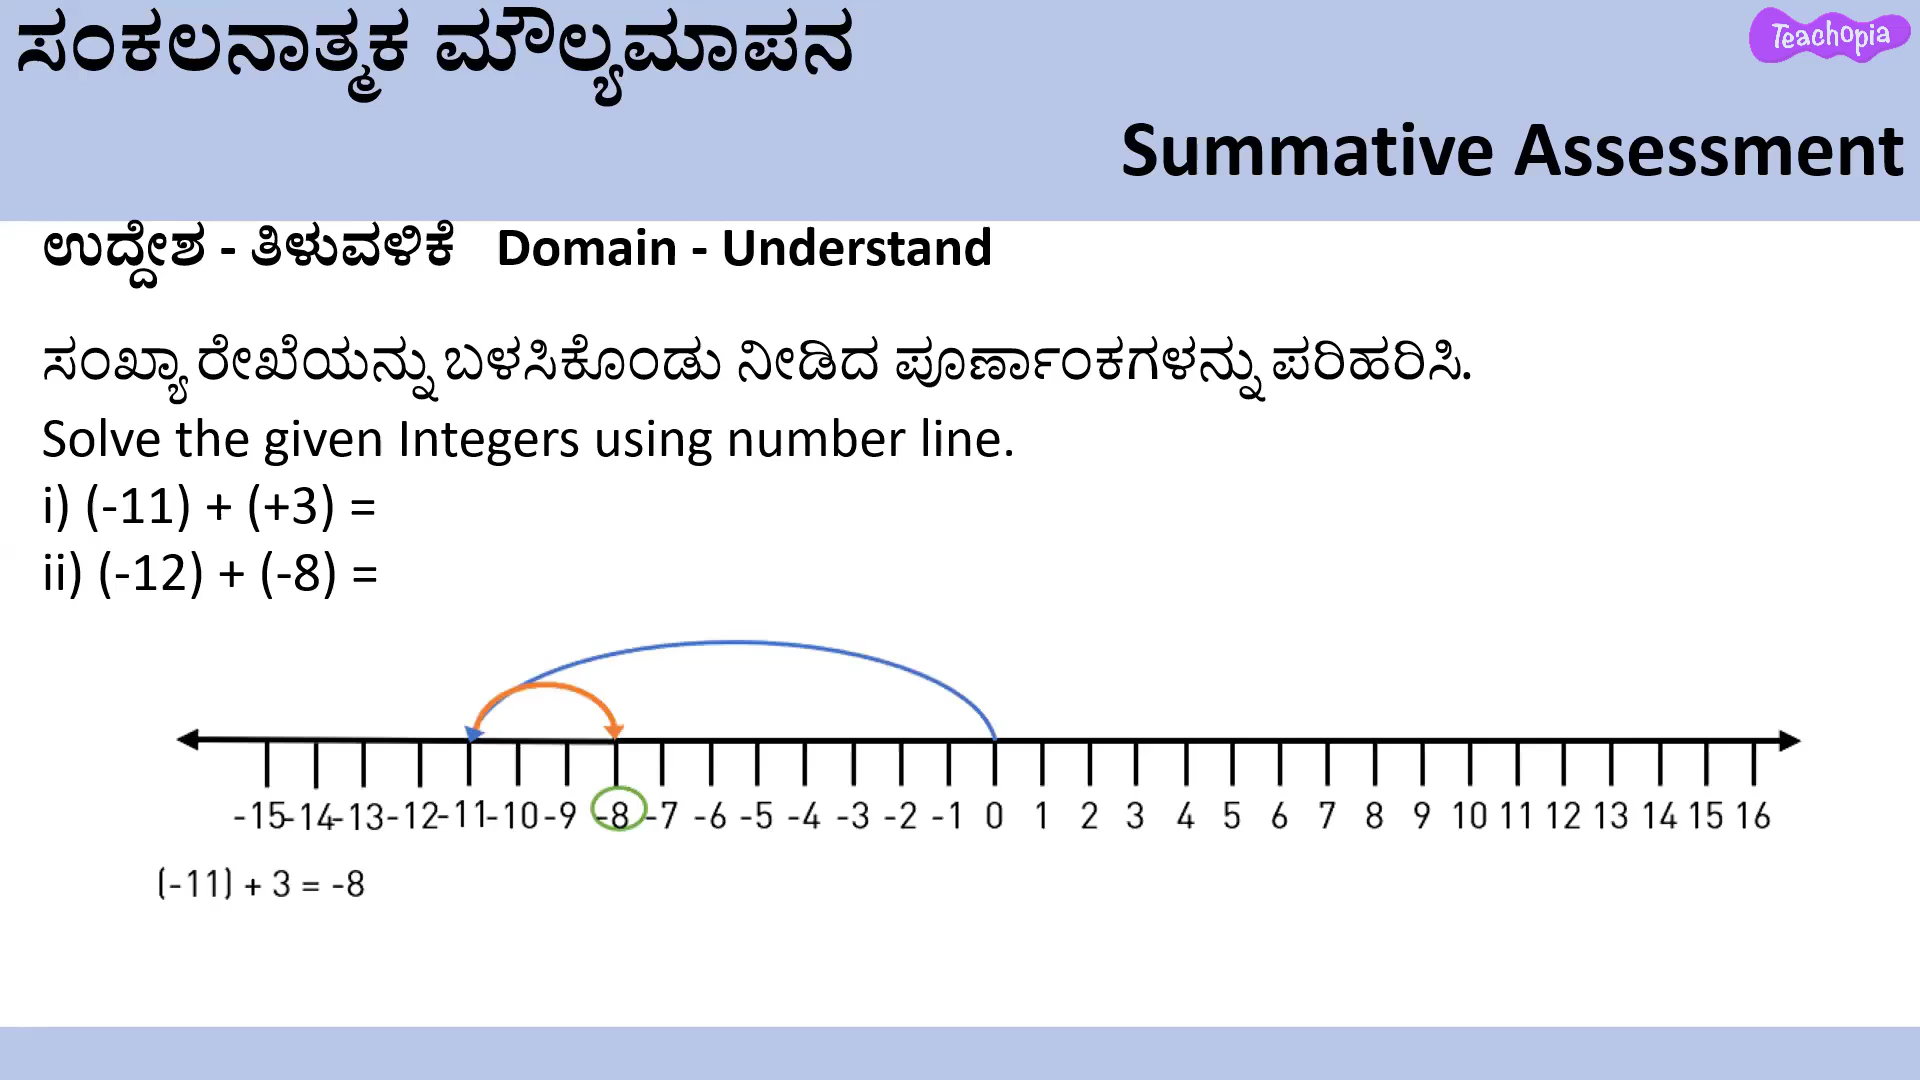 ಸಂಕಲನಾತ್ಮಕ ಮೌಲ್ಯಮಾಪನ
Teachopia
Summative Assessment
ಉದ್ದೇಶ - ತಿಳುವಳಿಕೆ Domain - Understand
ಸಂಖ್ಯಾ ರೇಖೆಯನ್ನು ಬಳಸಿಕೊಂಡು ನೀಡಿದ ಪೂರ್ಣಾಂಕಗಳನ್ನು ಪರಿಹರಿಸಿ.
Solve the given Integers using number line.
i) (-11) + (+3) =
ii) (-12) + (-8) =
-15 -14 -13 -12 -11 -10 -9 -8 -7 -6 -5 -4 -3 -2 -1 0 1 2 3 4 5 6 7 8 9 10 11 12 13 14 15 16
(-11) + 3 = -8